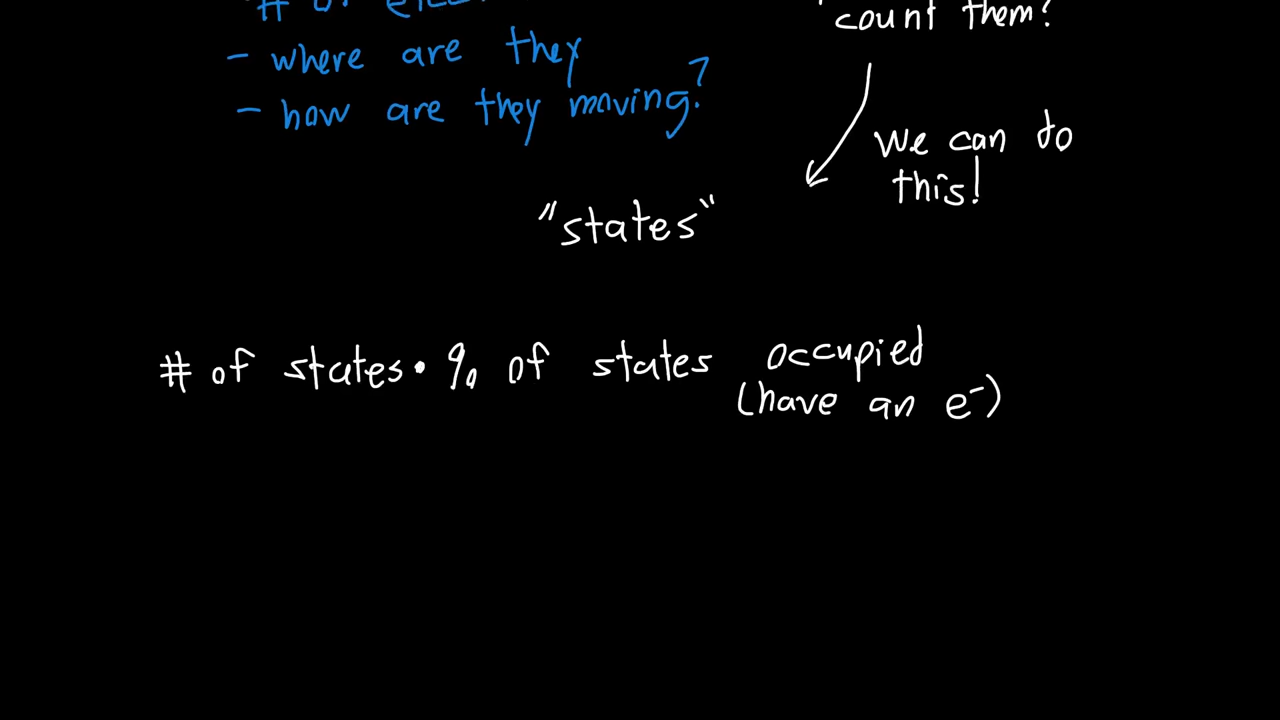 # of
count them?
- where are they
- how are they moving?
we can do
this!
"states"
# of states • % of states occupied
(have an e⁻)